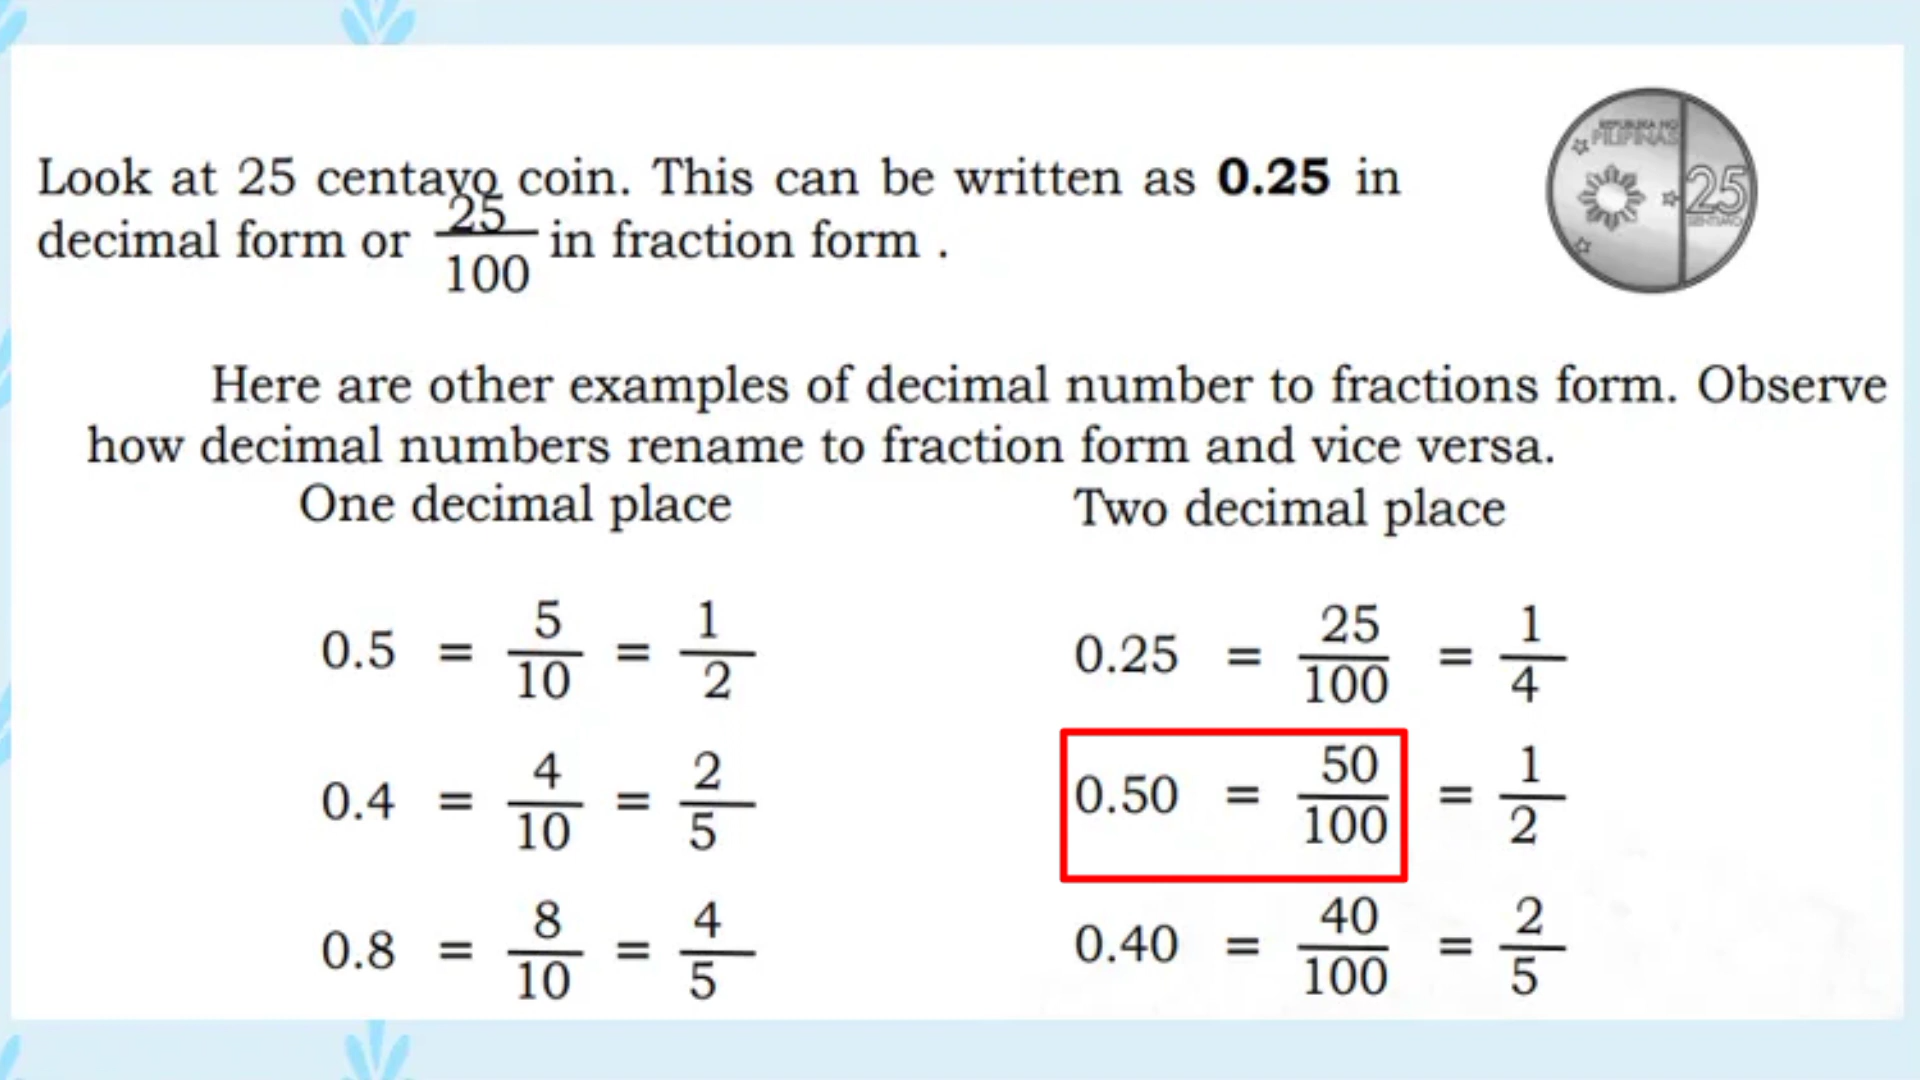 REPUBLIKA NG
PILIPINAS
25
SENTIMO
Look at 25 centavo coin. This can be written as 0.25 in
decimal form or 25/100 in fraction form .
Here are other examples of decimal number to fractions form. Observe
how decimal numbers rename to fraction form and vice versa.
One decimal place
0.5 = 5/10 = 1/2
0.4 = 4/10 = 2/5
0.8 = 8/10 = 4/5
Two decimal place
0.25 = 25/100 = 1/4
0.50 = 50/100 = 1/2
0.40 = 40/100 = 2/5